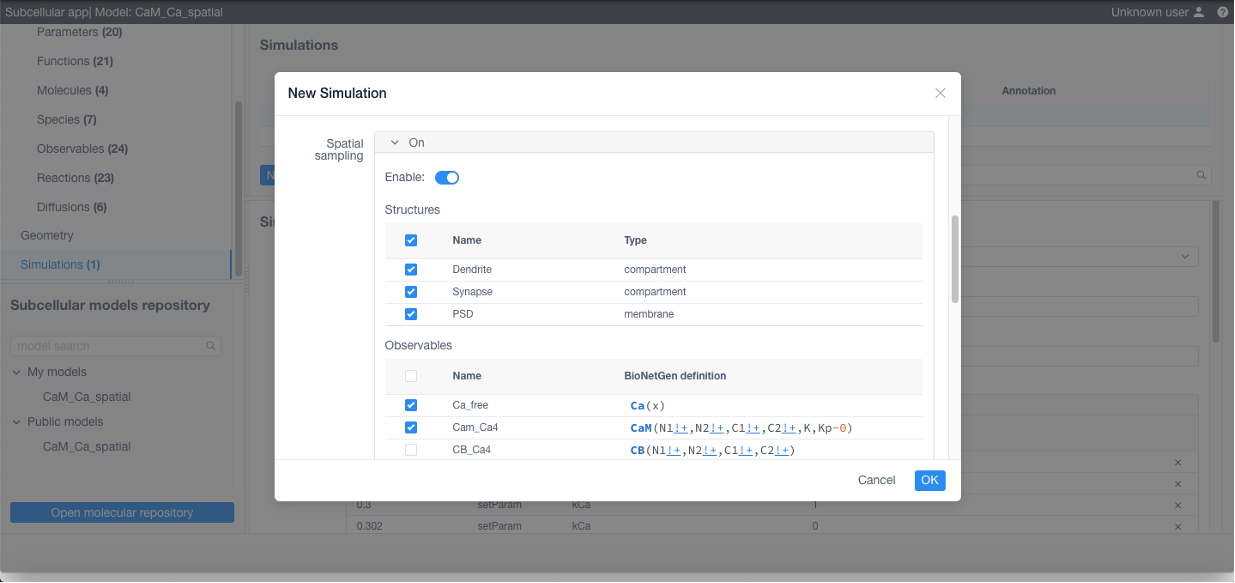 Subcellular app| Model: CaM_Ca_spatial
Unknown user
Parameters (20)
Functions (21)
Molecules (4)
Species (7)
Observables (24)
Reactions (23)
Diffusions (6)
Geometry
Simulations (1)
Subcellular models repository
model search
My models
CaM_Ca_spatial
Public models
CaM_Ca_spatial
Open molecular repository
Simulations
Annotation
N
Si
New Simulation
Spatial
sampling
On
Enable:
Structures
Name Type
Dendrite compartment
Synapse compartment
PSD membrane
Observables
Name BioNetGen definition
Ca_free Ca(x)
Cam_Ca4 CaM(N1!+,N2!+,C1!+,C2!+,K,Kp~0)
CB_Ca4 CB(N1!+,N2!+,C1!+,C2!+)
Cancel OK
0.3 setParam kCa 1
0.302 setParam kCa 0